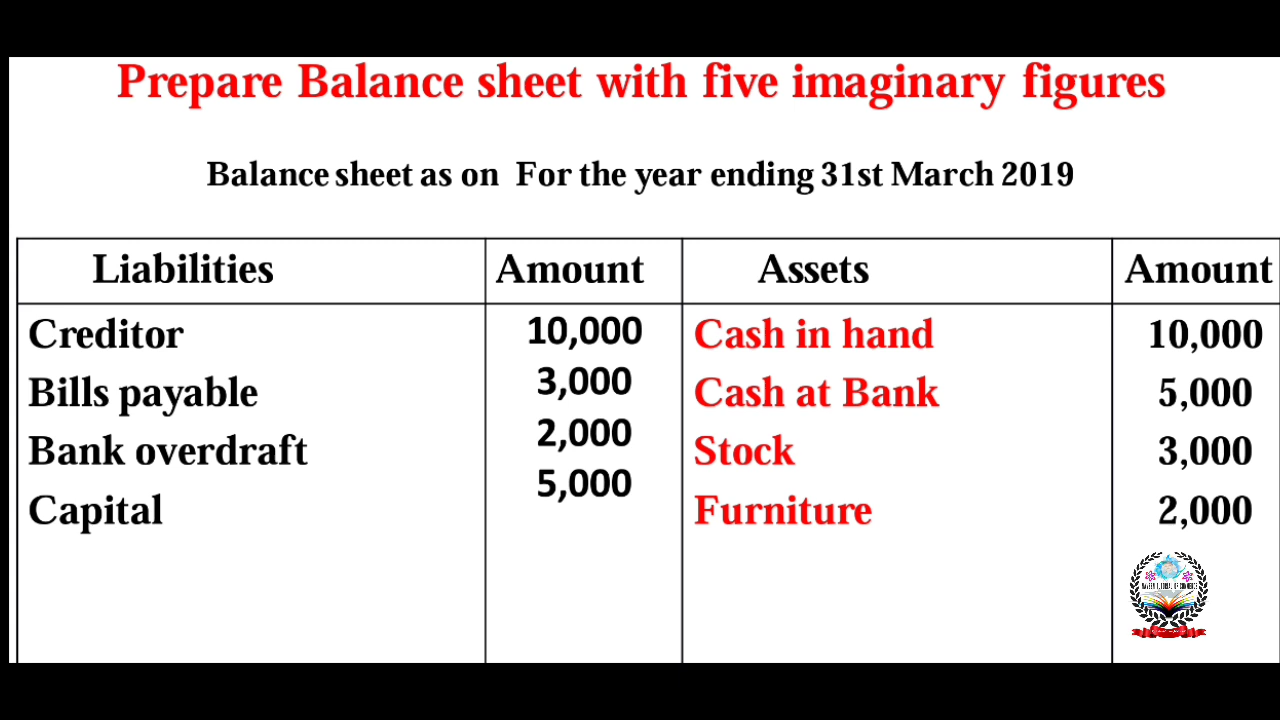 Prepare Balance sheet with five imaginary figures
Balance sheet as on For the year ending 31st March 2019
Liabilities Amount Assets Amount
Creditor 10,000 Cash in hand 10,000
Bills payable 3,000 Cash at Bank 5,000
Bank overdraft 2,000 Stock 3,000
Capital 5,000 Furniture 2,000